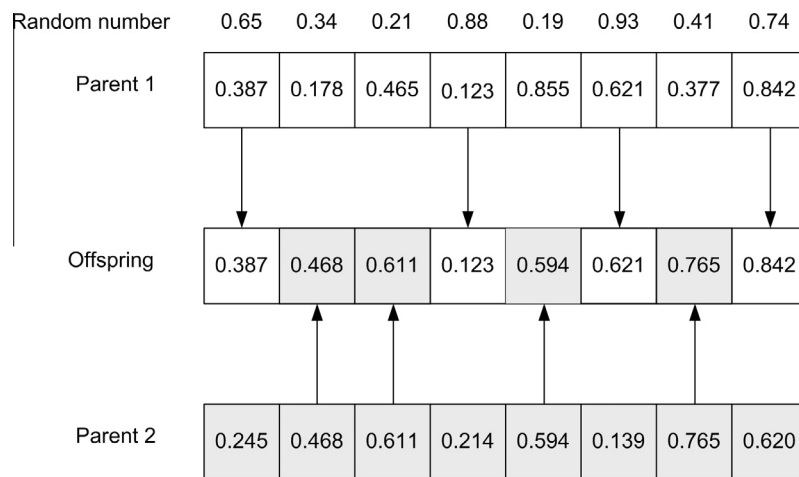 Random number 0.65 0.34 0.21 0.88 0.19 0.93 0.41 0.74
Parent 1 0.387 0.178 0.465 0.123 0.855 0.621 0.377 0.842
Offspring 0.387 0.468 0.611 0.123 0.594 0.621 0.765 0.842
Parent 2 0.245 0.468 0.611 0.214 0.594 0.139 0.765 0.620